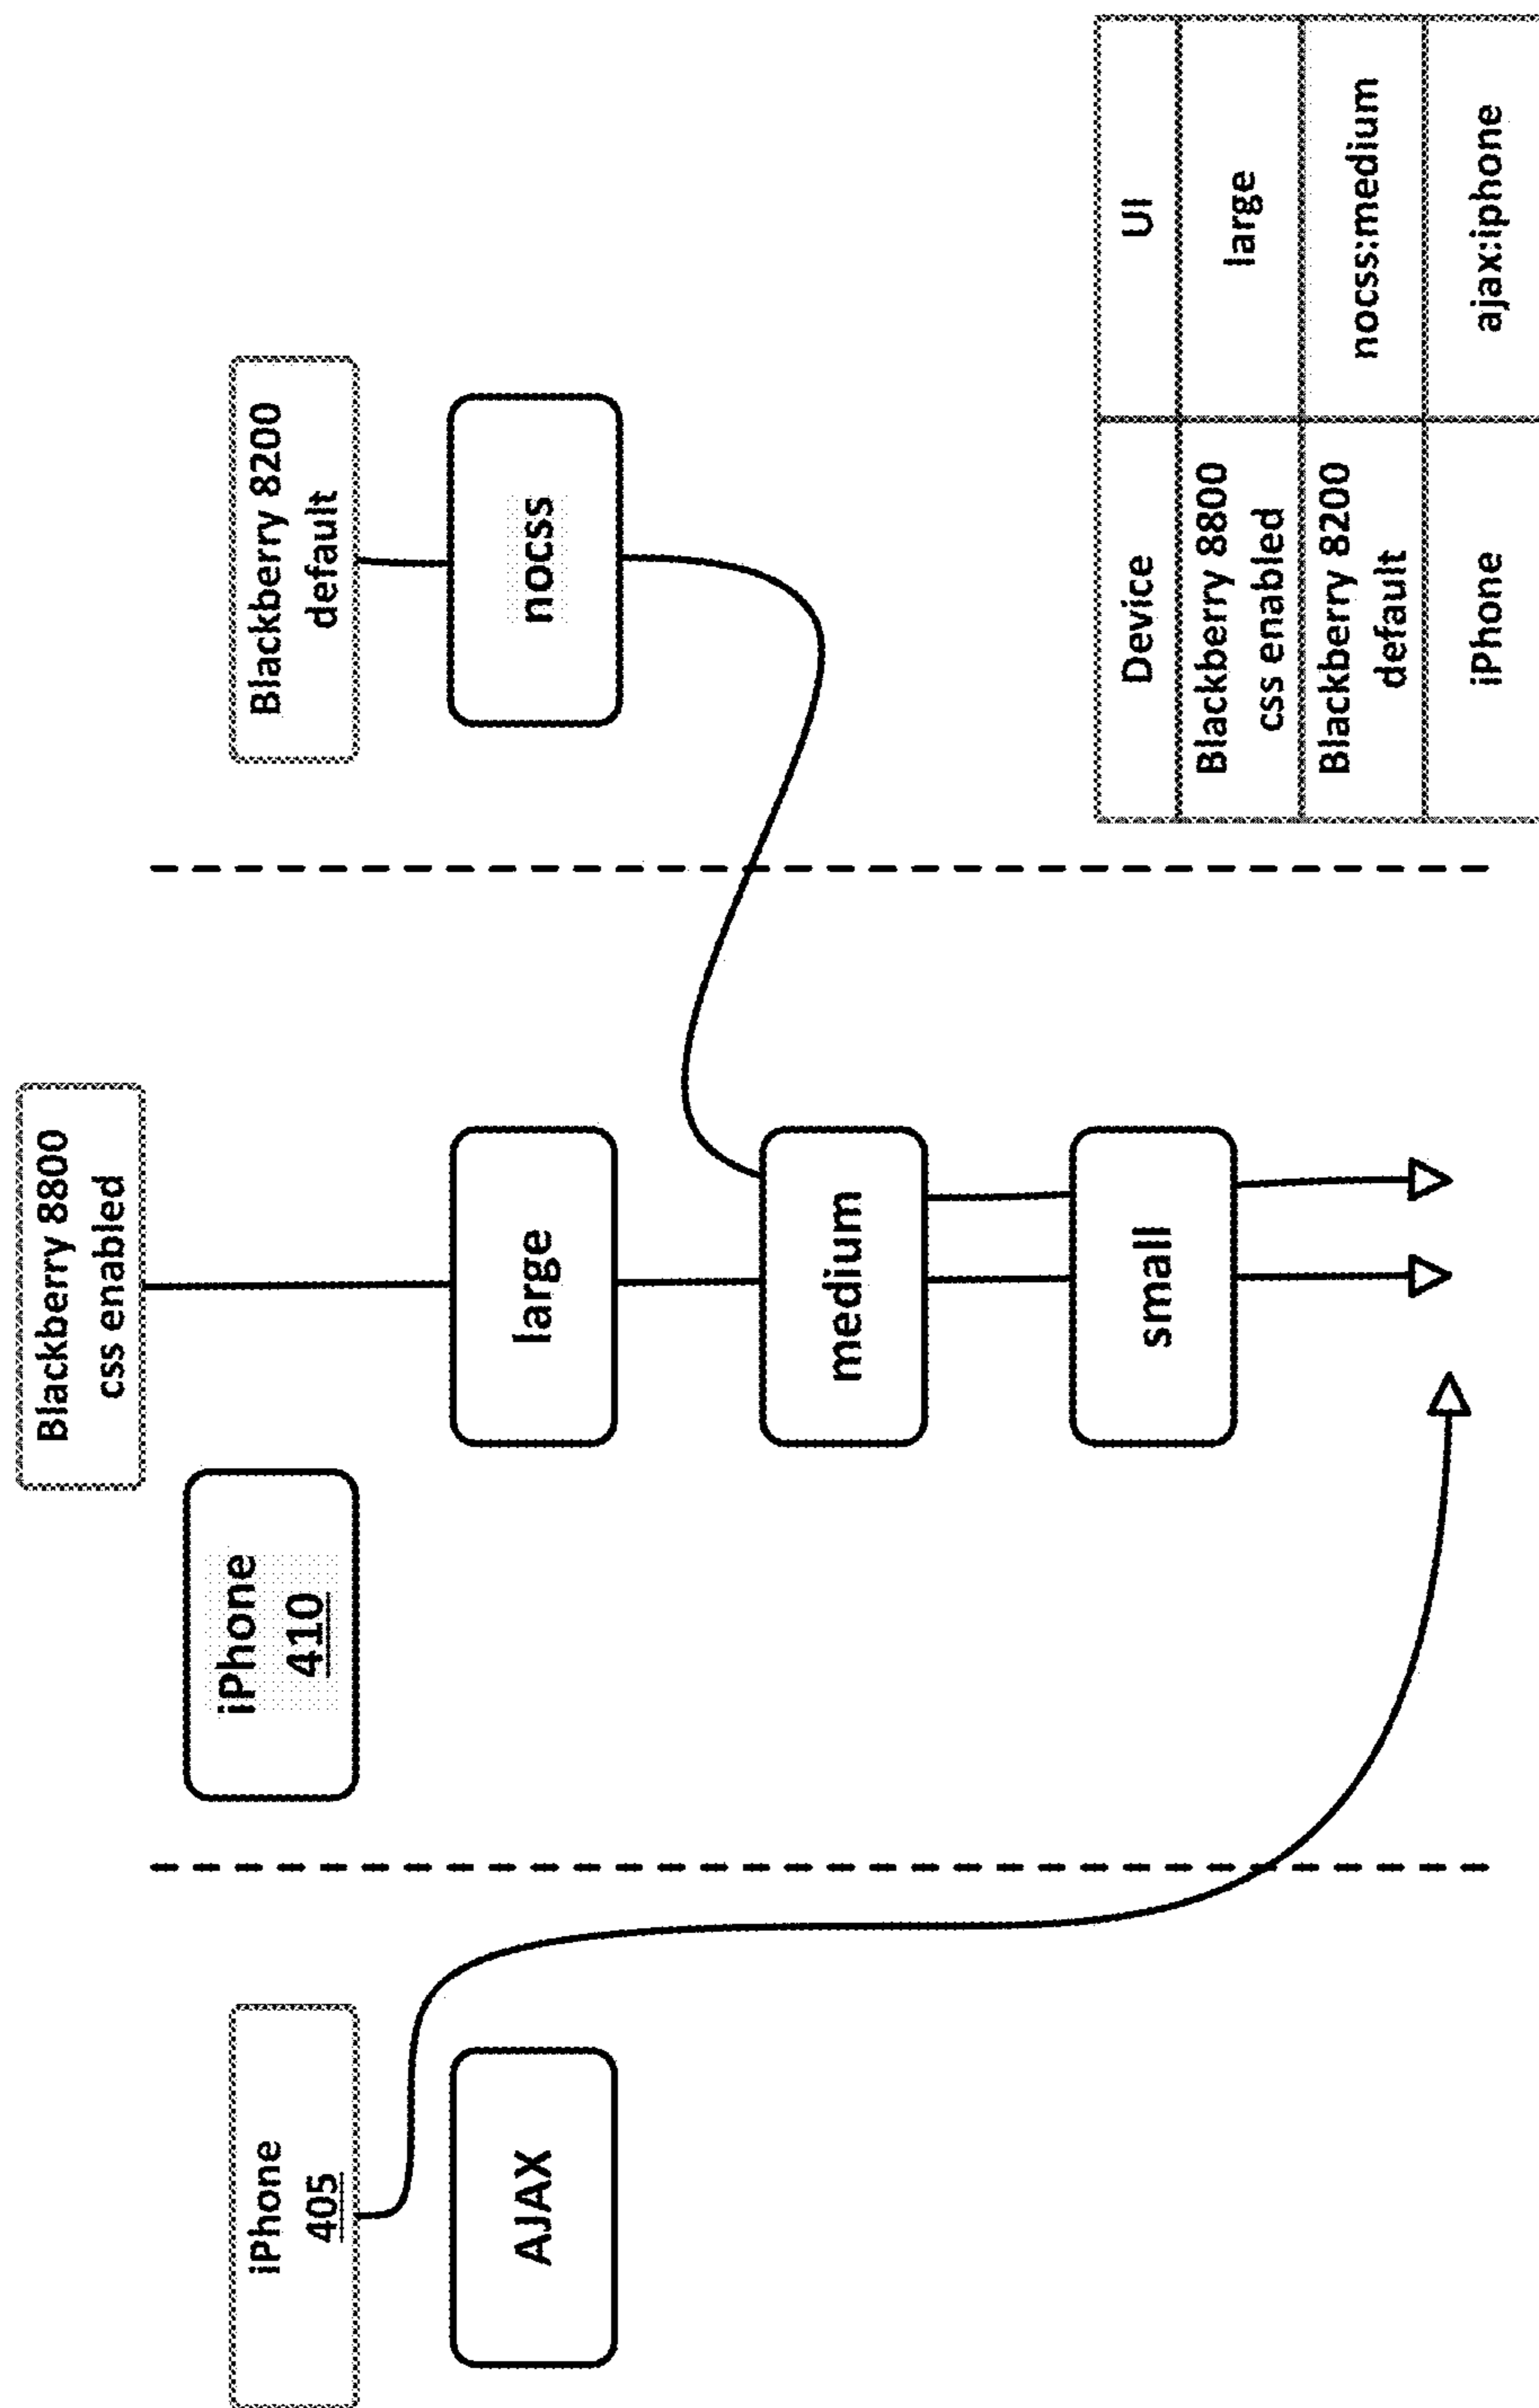 Blackberry 8800
css enabled
iPhone
410
iPhone
405
Blackberry 8200
default
AJAX
large
nocss
medium
small
Device
UI
Blackberry 8800
css enabled
large
Blackberry 8200
default
nocss:medium
iPhone
ajax:iphone